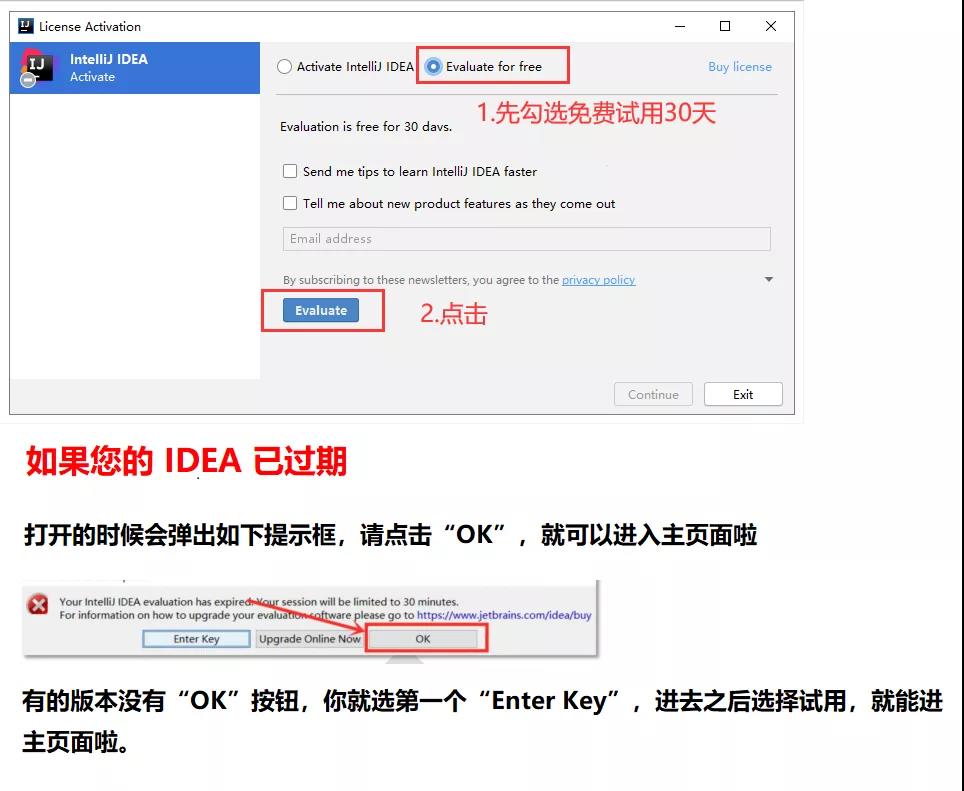 License Activation
IntelliJ IDEA
Activate
Activate IntelliJ IDEA
Evaluate for free
Buy license
1.先勾选免费试用30天
Evaluation is free for 30 days.
Send me tips to learn IntelliJ IDEA faster
Tell me about new product features as they come out
Email address
By subscribing to these newsletters, you agree to the privacy policy
Evaluate
2.点击
Continue
Exit
如果您的 IDEA 已过期
打开的时候会弹出如下提示框，请点击“OK”，就可以进入主页面啦
Your IntelliJ IDEA evaluation has expired. Your session will be limited to 30 minutes.
For information on how to upgrade your evaluation software please go to https://www.jetbrains.com/idea/buy
Enter Key
Upgrade Online Now
OK
有的版本没有“OK”按钮，你就选第一个“Enter Key”，进去之后选择试用，就能进
主页面啦。